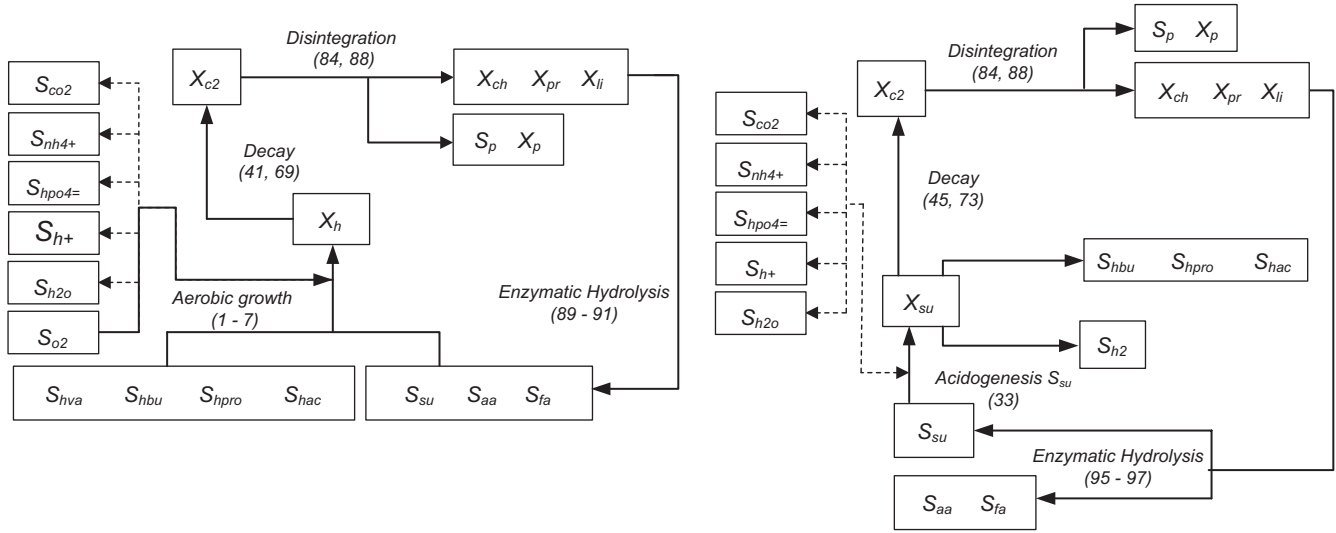 Disintegration
(84, 88)
X_c2
X_ch X_pr X_li
S_co2
S_p X_p
S_nh4+
Decay
(41, 69)
S_hpo4=
X_h
S_h+
S_h2o
Aerobic growth
(1 - 7)
Enzymatic Hydrolysis
(89 - 91)
S_o2
S_hva S_hbu S_hpro S_hac
S_su S_aa S_fa
S_p X_p
Disintegration
(84, 88)
X_c2
X_ch X_pr X_li
S_co2
S_nh4+
Decay
(45, 73)
S_hpo4=
S_hbu S_hpro S_hac
S_h+
X_su
S_h2o
S_h2
Acidogenesis S_su
(33)
S_su
Enzymatic Hydrolysis
(95 - 97)
S_aa S_fa